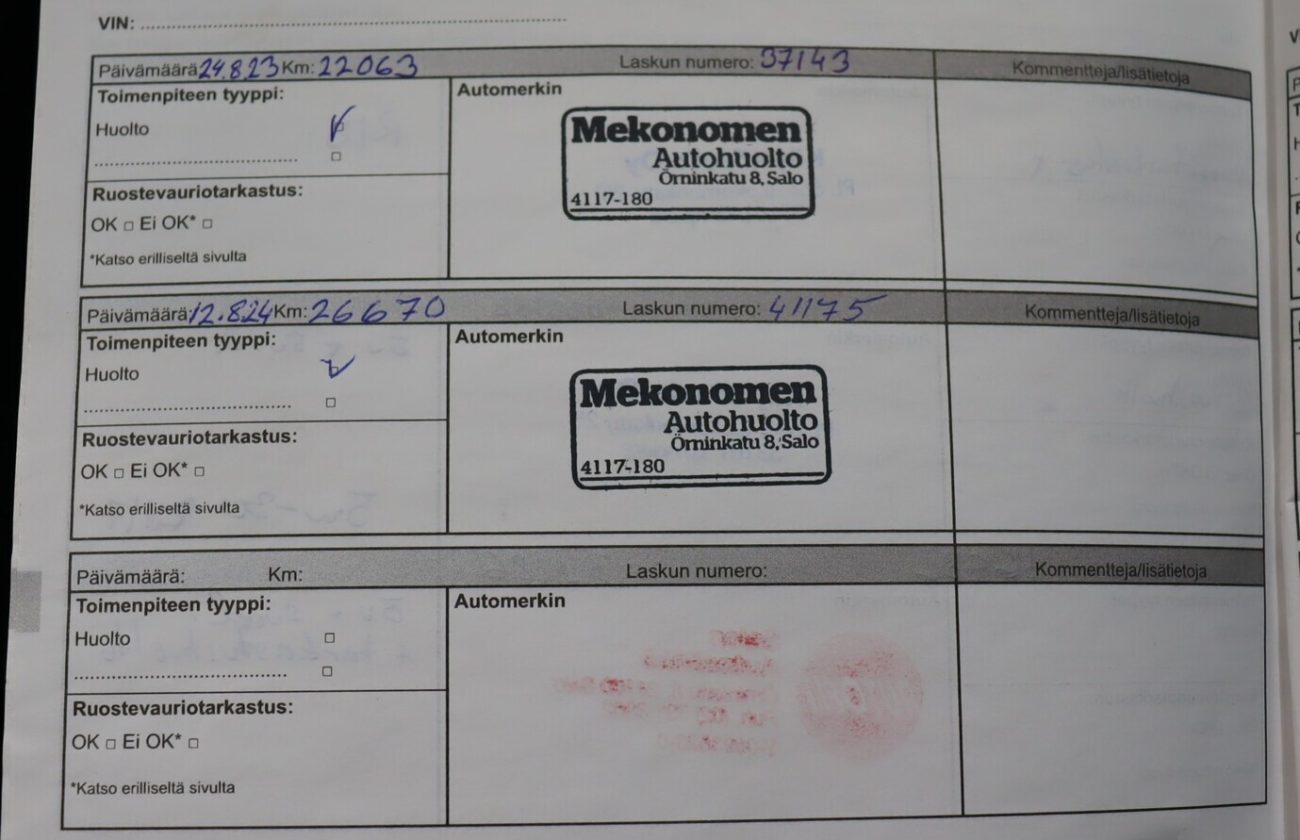 VIN:
Päivämäärä: 24.8.23 Km: 22063 Laskun numero: 37143 Kommentteja/lisätietoja
Toimenpiteen tyyppi:
Automerkin
Huolto
Mekonomen
Autohuolto
Örninkatu 8, Salo
4117-180
Ruostevauriotarkastus:
OK □ Ei OK* □
*Katso erilliseltä sivulta
Päivämäärä: 12.8.24 Km: 26670 Laskun numero: 41175 Kommentteja/lisätietoja
Toimenpiteen tyyppi:
Automerkin
Huolto
Mekonomen
Autohuolto
Örninkatu 8, Salo
4117-180
Ruostevauriotarkastus:
OK □ Ei OK* □
*Katso erilliseltä sivulta
Päivämäärä: Km: Laskun numero: Kommentteja/lisätietoja
Toimenpiteen tyyppi:
Automerkin
Huolto □
Ruostevauriotarkastus:
OK □ Ei OK* □
*Katso erilliseltä sivulta